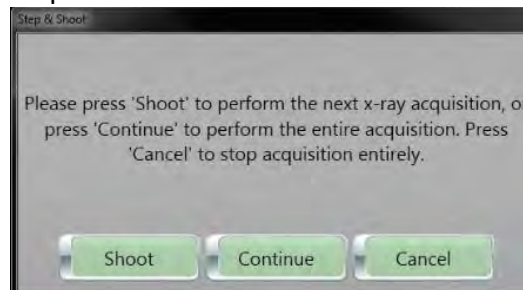 Step & Shoot
Please press 'Shoot' to perform the next x-ray acquisition, o
press 'Continue' to perform the entire acquisition. Press
'Cancel' to stop acquisition entirely.
Shoot Continue Cancel